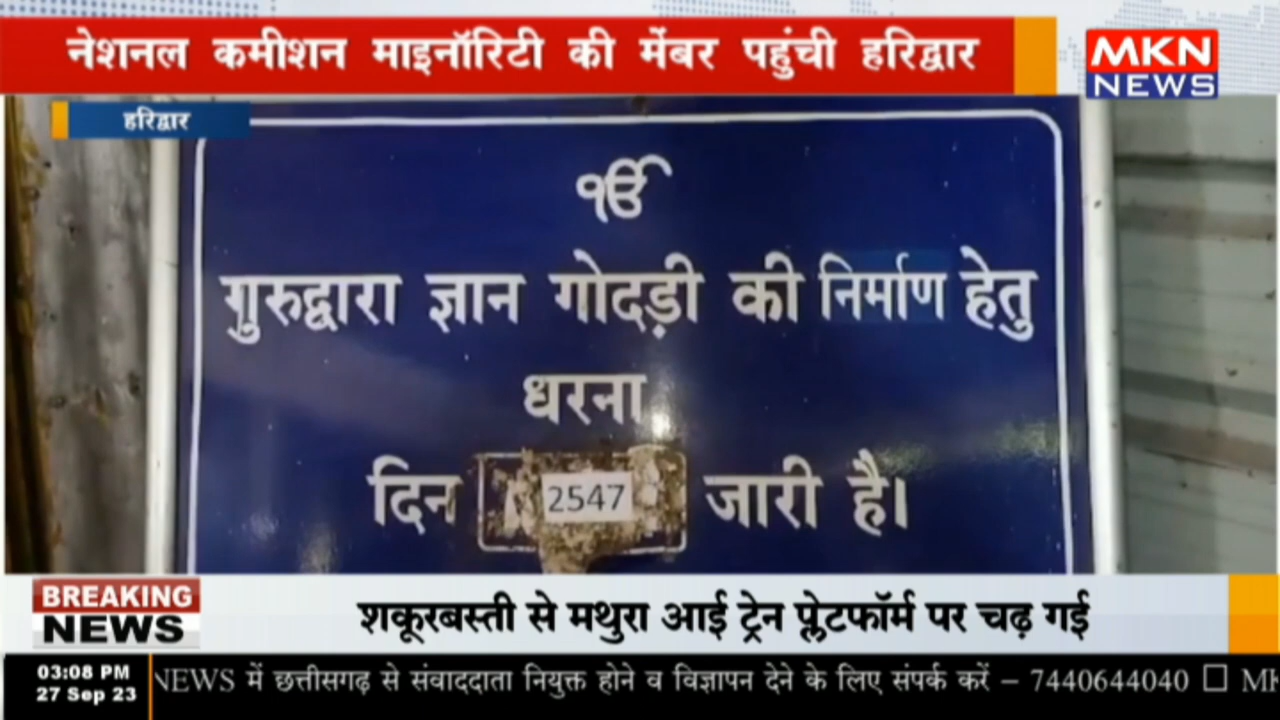 नेशनल कमीशन माइनॉरिटी की मेंबर पहुंची हरिद्वार
MKN
NEWS
हरिद्वार
ੴ
गुरुद्वारा ज्ञान गोदड़ी की निर्माण हेतु
धरना
दिन 2547 जारी है।
BREAKING
NEWS
शकूरबस्ती से मथुरा आई ट्रेन प्लेटफॉर्म पर चढ़ गई
03:08 PM
27 Sep 23
NEWS में छत्तीसगढ़ से संवाददाता नियुक्त होने व विज्ञापन देने के लिए संपर्क करें – 7440644040 □ MK